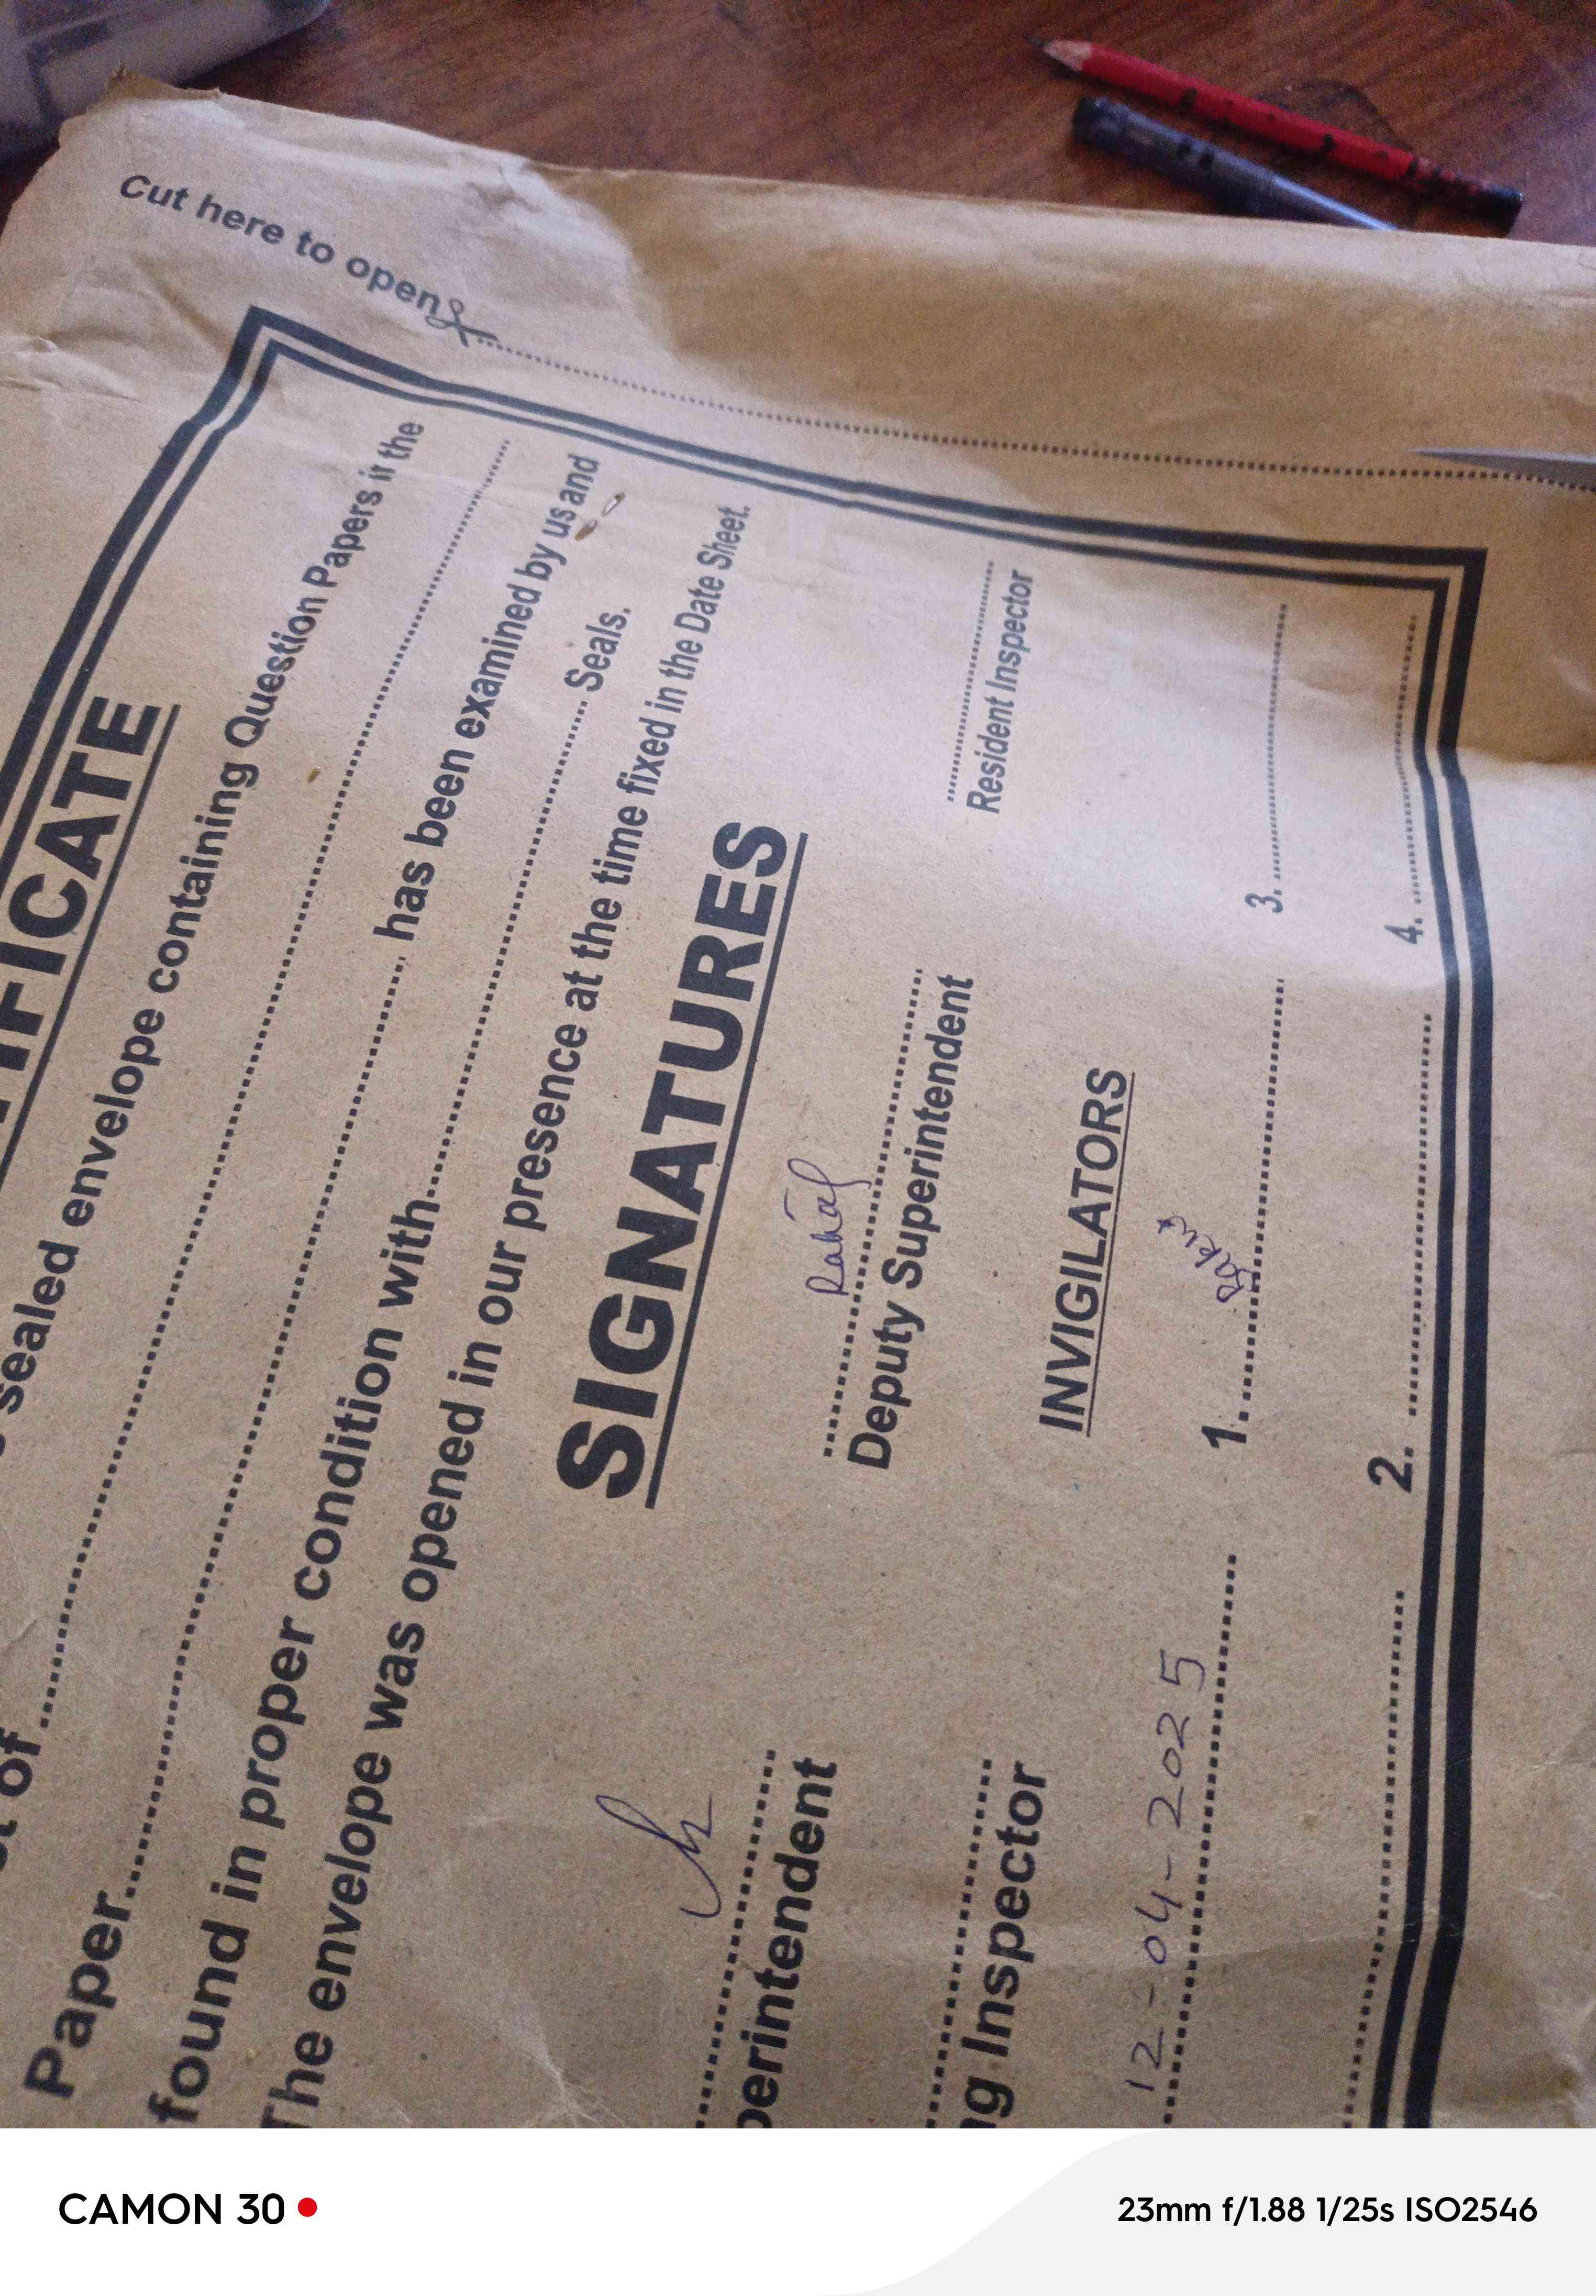 Cut here to open
IFICATE
sealed envelope containing Question Papers in the
t of
Paper has been examined by us and
found in proper condition with Seals.
The envelope was opened in our presence at the time fixed in the Date Sheet.
SIGNATURES
perintendent
Deputy Superintendent
Resident Inspector
ng Inspector
INVIGILATORS
12-04-2025
1. 3.
2. 4.
CAMON 30
23mm f/1.88 1/25s ISO2546